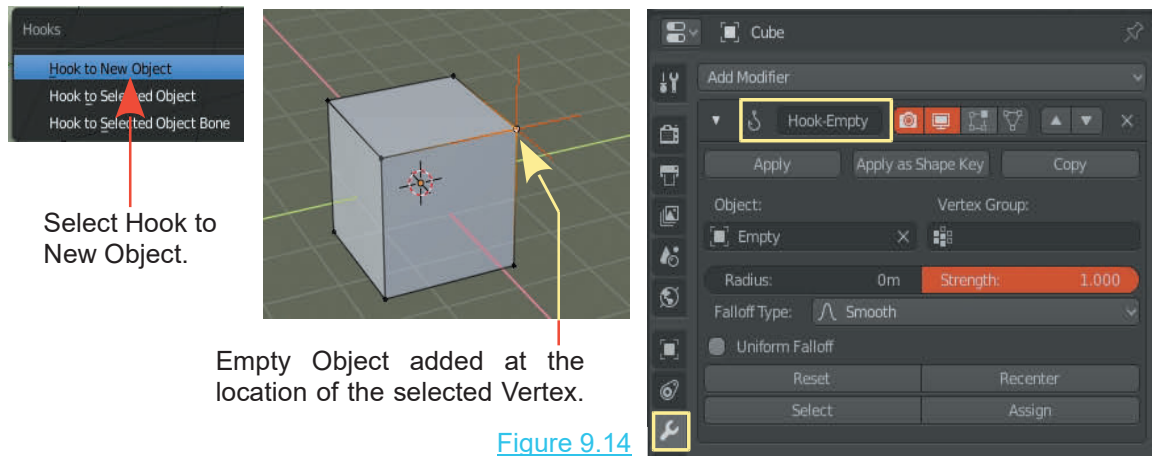 Hooks
Hook to New Object
Hook to Selected Object
Hook to Selected Object Bone
Select Hook to
New Object.
Empty Object added at the
location of the selected Vertex.
Figure 9.14
Cube
Add Modifier
Hook-Empty
Apply
Apply as Shape Key
Copy
Object:
Vertex Group:
Empty
Radius: 0m
Strength: 1.000
Falloff Type: Smooth
Uniform Falloff
Reset
Recenter
Select
Assign